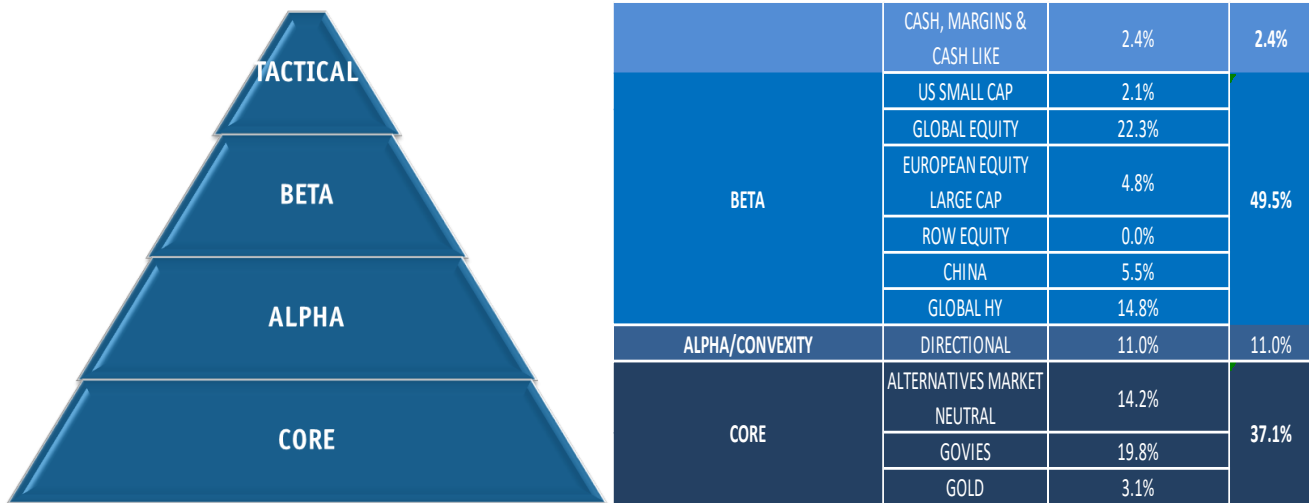 TACTICAL
BETA
ALPHA
CORE
CASH, MARGINS &
CASH LIKE
2.4%
2.4%
BETA
US SMALL CAP
2.1%
GLOBAL EQUITY
22.3%
EUROPEAN EQUITY
LARGE CAP
4.8%
ROW EQUITY
0.0%
CHINA
5.5%
GLOBAL HY
14.8%
49.5%
ALPHA/CONVEXITY
DIRECTIONAL
11.0%
11.0%
CORE
ALTERNATIVES MARKET
NEUTRAL
14.2%
GOVIES
19.8%
GOLD
3.1%
37.1%